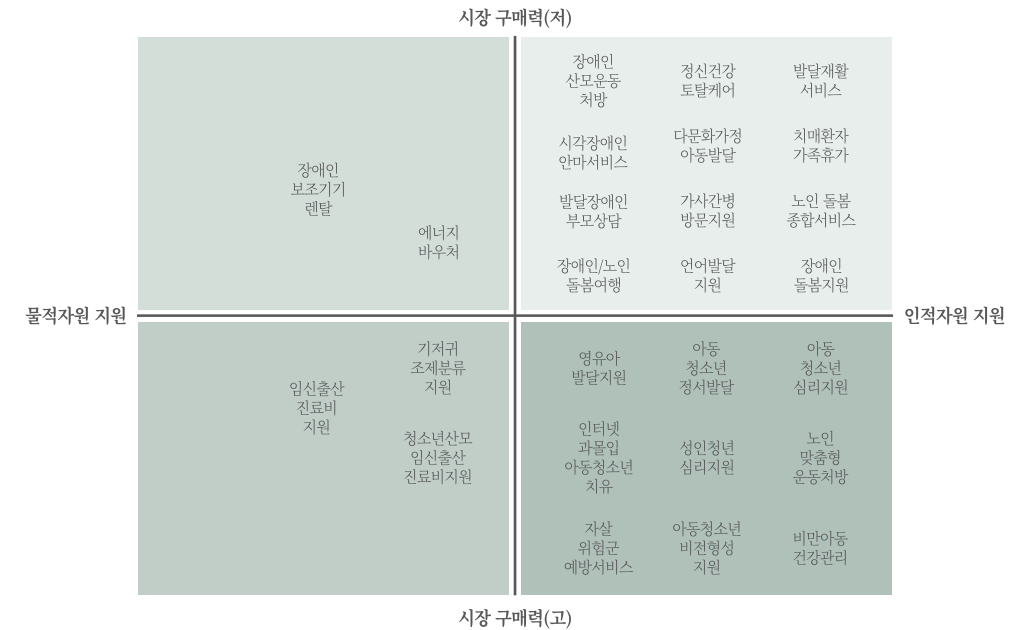 시장 구매력(저)
장애인
보조기기
렌탈
에너지
바우처
장애인
산모운동
처방
정신건강
토탈케어
발달재활
서비스
시각장애인
안마서비스
다문화가정
아동발달
치매환자
가족휴가
발달장애인
부모상담
가사간병
방문지원
노인 돌봄
종합서비스
장애인/노인
돌봄여행
언어발달
지원
장애인
돌봄지원
물적자원 지원
인적자원 지원
임신출산
진료비
지원
기저귀
조제분류
지원
청소년산모
임신출산
진료비지원
영유아
발달지원
아동
청소년
정서발달
아동
청소년
심리지원
인터넷
과몰입
아동청소년
치유
성인청년
심리지원
노인
맞춤형
운동처방
자살
위험군
예방서비스
아동청소년
비전형성
지원
비만아동
건강관리
시장 구매력(고)